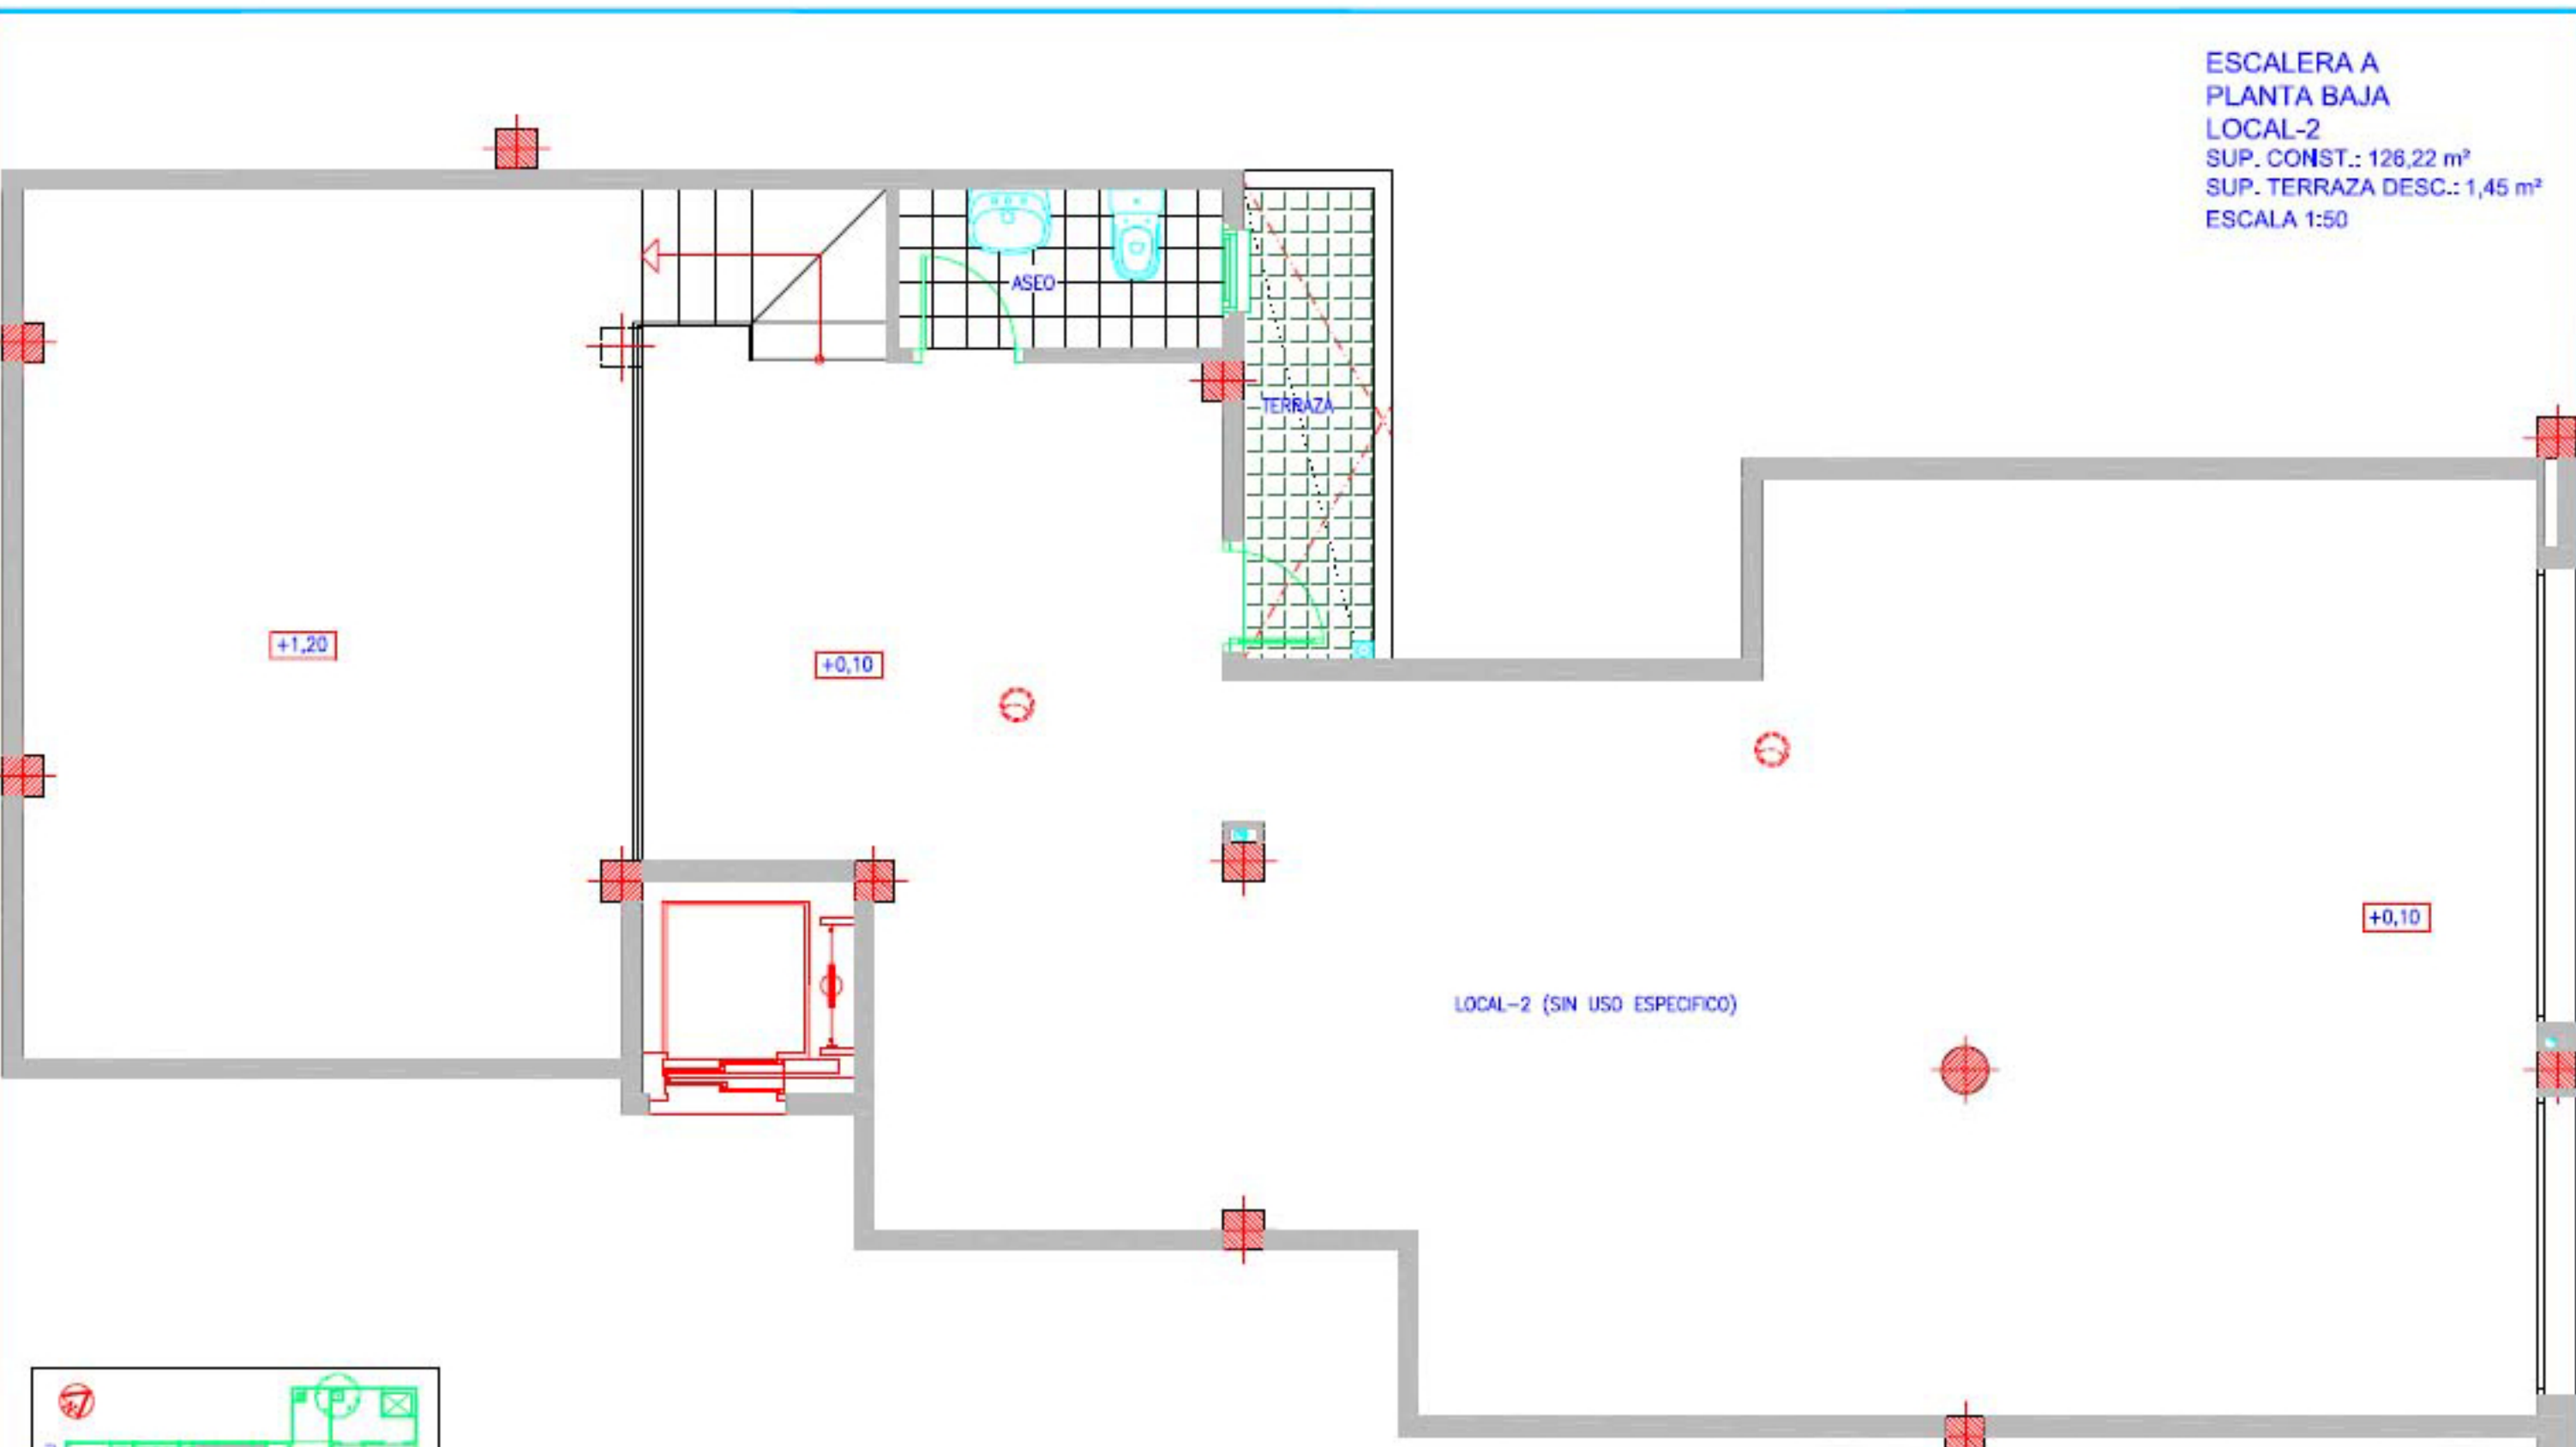 ESCALERA A
PLANTA BAJA
LOCAL-2
SUP. CONST.: 126,22 m²
SUP. TERRAZA DESC.: 1,45 m²
ESCALA 1:50
ASEO
TERRAZA
+1,20
+0,10
+0,10
LOCAL-2 (SIN USO ESPECIFICO)